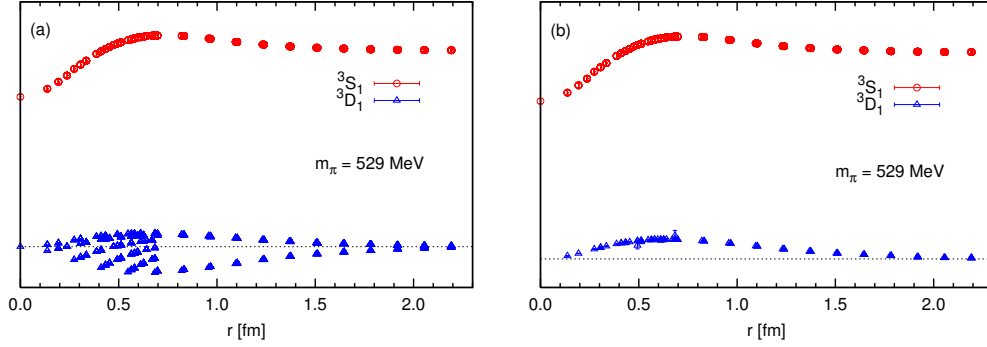 (a)
³S₁
³D₁
m_π = 529 MeV
0.0 0.5 1.0 1.5 2.0
r [fm]
(b)
³S₁
³D₁
m_π = 529 MeV
0.0 0.5 1.0 1.5 2.0
r [fm]